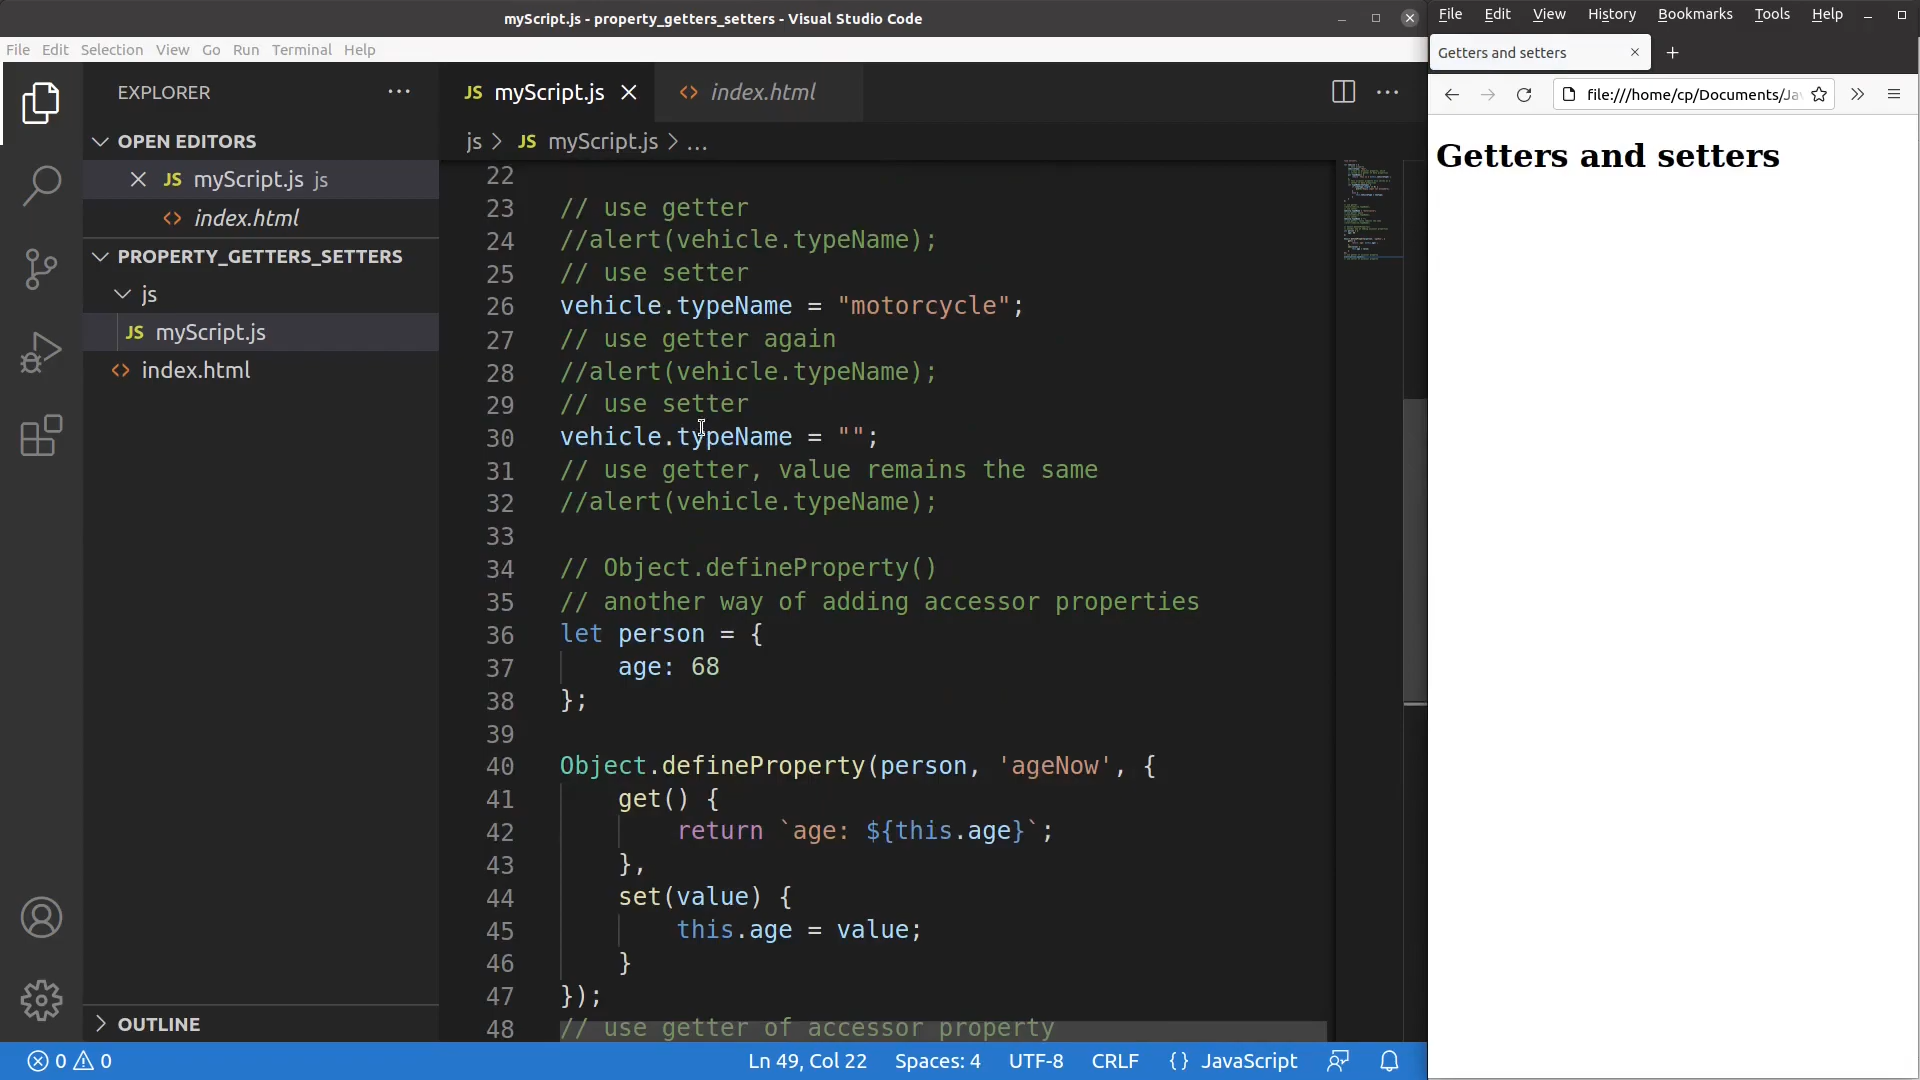 myScript.js - property_getters_setters - Visual Studio Code
File Edit Selection View Go Run Terminal Help
EXPLORER
OPEN EDITORS
JS myScript.js js
<> index.html
PROPERTY_GETTERS_SETTERS
js
JS myScript.js
<> index.html
OUTLINE
JS myScript.js
<> index.html
js > JS myScript.js > ...
22
23 // use getter
24 //alert(vehicle.typeName);
25 // use setter
26 vehicle.typeName = "motorcycle";
27 // use getter again
28 //alert(vehicle.typeName);
29 // use setter
30 vehicle.typeName = "";
31 // use getter, value remains the same
32 //alert(vehicle.typeName);
33
34 // Object.defineProperty()
35 // another way of adding accessor properties
36 let person = {
37 age: 68
38 };
39
40 Object.defineProperty(person, 'ageNow', {
41 get() {
42 return `age: ${this.age}`;
43 },
44 set(value) {
45 this.age = value;
46 }
47 });
48 // use getter of accessor property
0 0
Ln 49, Col 22 Spaces: 4 UTF-8 CRLF {} JavaScript
File Edit View History Bookmarks Tools Help
Getters and setters
file:///home/cp/Documents/Ja
Getters and setters